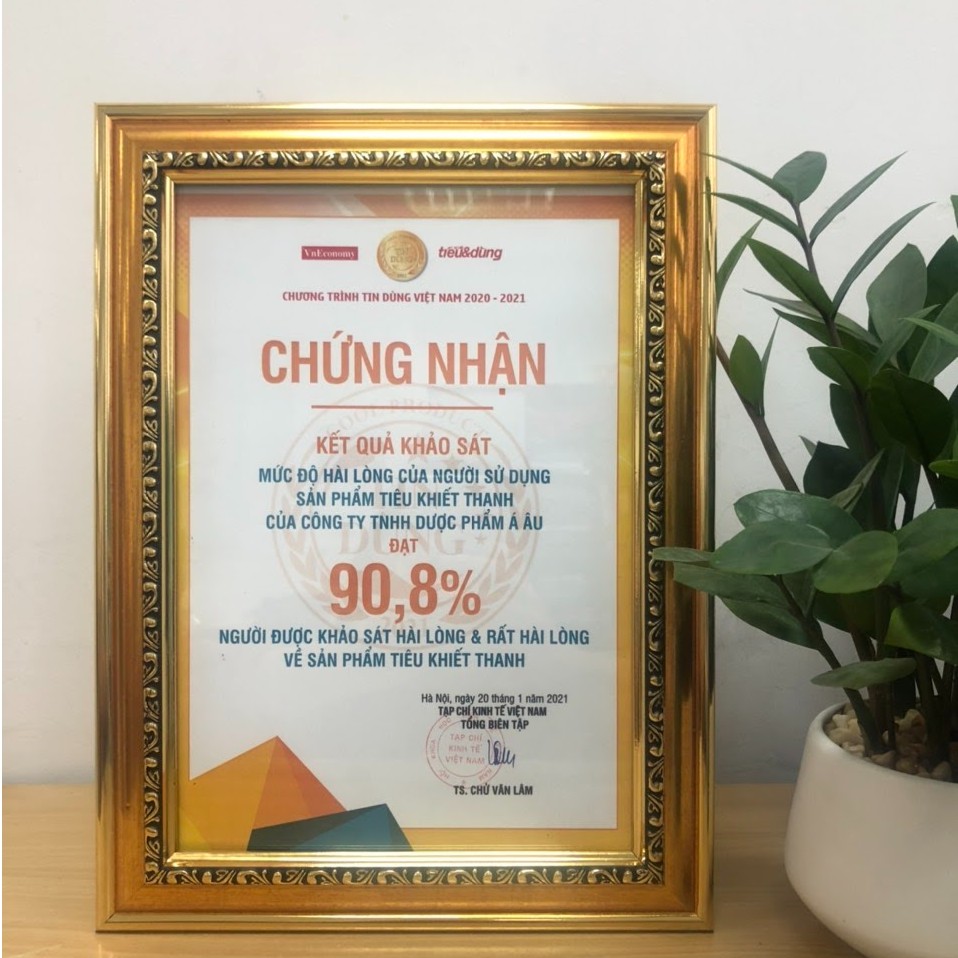 VnEconomy
TIN DÙNG
tiêu&dùng
CHƯƠNG TRÌNH TIN DÙNG VIỆT NAM 2020 - 2021
CHỨNG NHẬN
KẾT QUẢ KHẢO SÁT
MỨC ĐỘ HÀI LÒNG CỦA NGƯỜI SỬ DỤNG
SẢN PHẨM TIÊU KHIẾT THANH
CỦA CÔNG TY TNHH DƯỢC PHẨM Á ÂU
ĐẠT
90,8%
NGƯỜI ĐƯỢC KHẢO SÁT HÀI LÒNG & RẤT HÀI LÒNG
VỀ SẢN PHẨM TIÊU KHIẾT THANH
Hà Nội, ngày 20 tháng 1 năm 2021
TẠP CHÍ KINH TẾ VIỆT NAM
TỔNG BIÊN TẬP
TẠP CHÍ
KINH TẾ
VIỆT NAM
TS. CHỬ VĂN LÂM